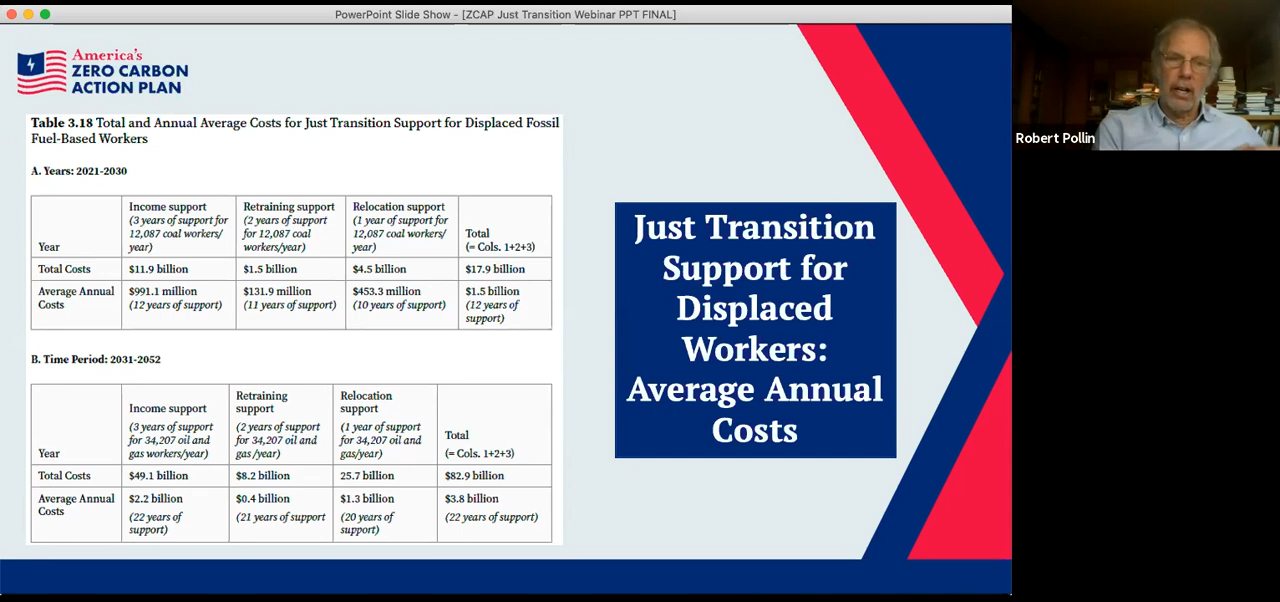 PowerPoint Slide Show - [ZCAP Just Transition Webinar PPT FINAL]
America's
ZERO CARBON
ACTION PLAN
Table 3.18 Total and Annual Average Costs for Just Transition Support for Displaced Fossil
Fuel-Based Workers
A. Years: 2021-2030
Year
Income support
(3 years of support for
12,087 coal workers/
year)
Retraining support
(2 years of support
for 12,087 coal
workers/year)
Relocation support
(1 year of support for
12,087 coal workers/
year)
Total
(= Cols. 1+2+3)
Total Costs
$11.9 billion
$1.5 billion
$4.5 billion
$17.9 billion
Average Annual
Costs
$991.1 million
(12 years of support)
$131.9 million
(11 years of support)
$453.3 million
(10 years of support)
$1.5 billion
(12 years of
support)
B. Time Period: 2031-2052
Year
Income support
(3 years of support
for 34,207 oil and
gas workers/year)
Retraining
support
(2 years of support
for 34,207 oil and
gas /year)
Relocation
support
(1 year of support
for 34,207 oil and
gas/year)
Total
(= Cols. 1+2+3)
Total Costs
$49.1 billion
$8.2 billion
25.7 billion
$82.9 billion
Average Annual
Costs
$2.2 billion
(22 years of
support)
$0.4 billion
(21 years of support
$1.3 billion
(20 years of
support)
$3.8 billion
(22 years of support)
Just Transition
Support for
Displaced
Workers:
Average Annual
Costs
Robert Pollin